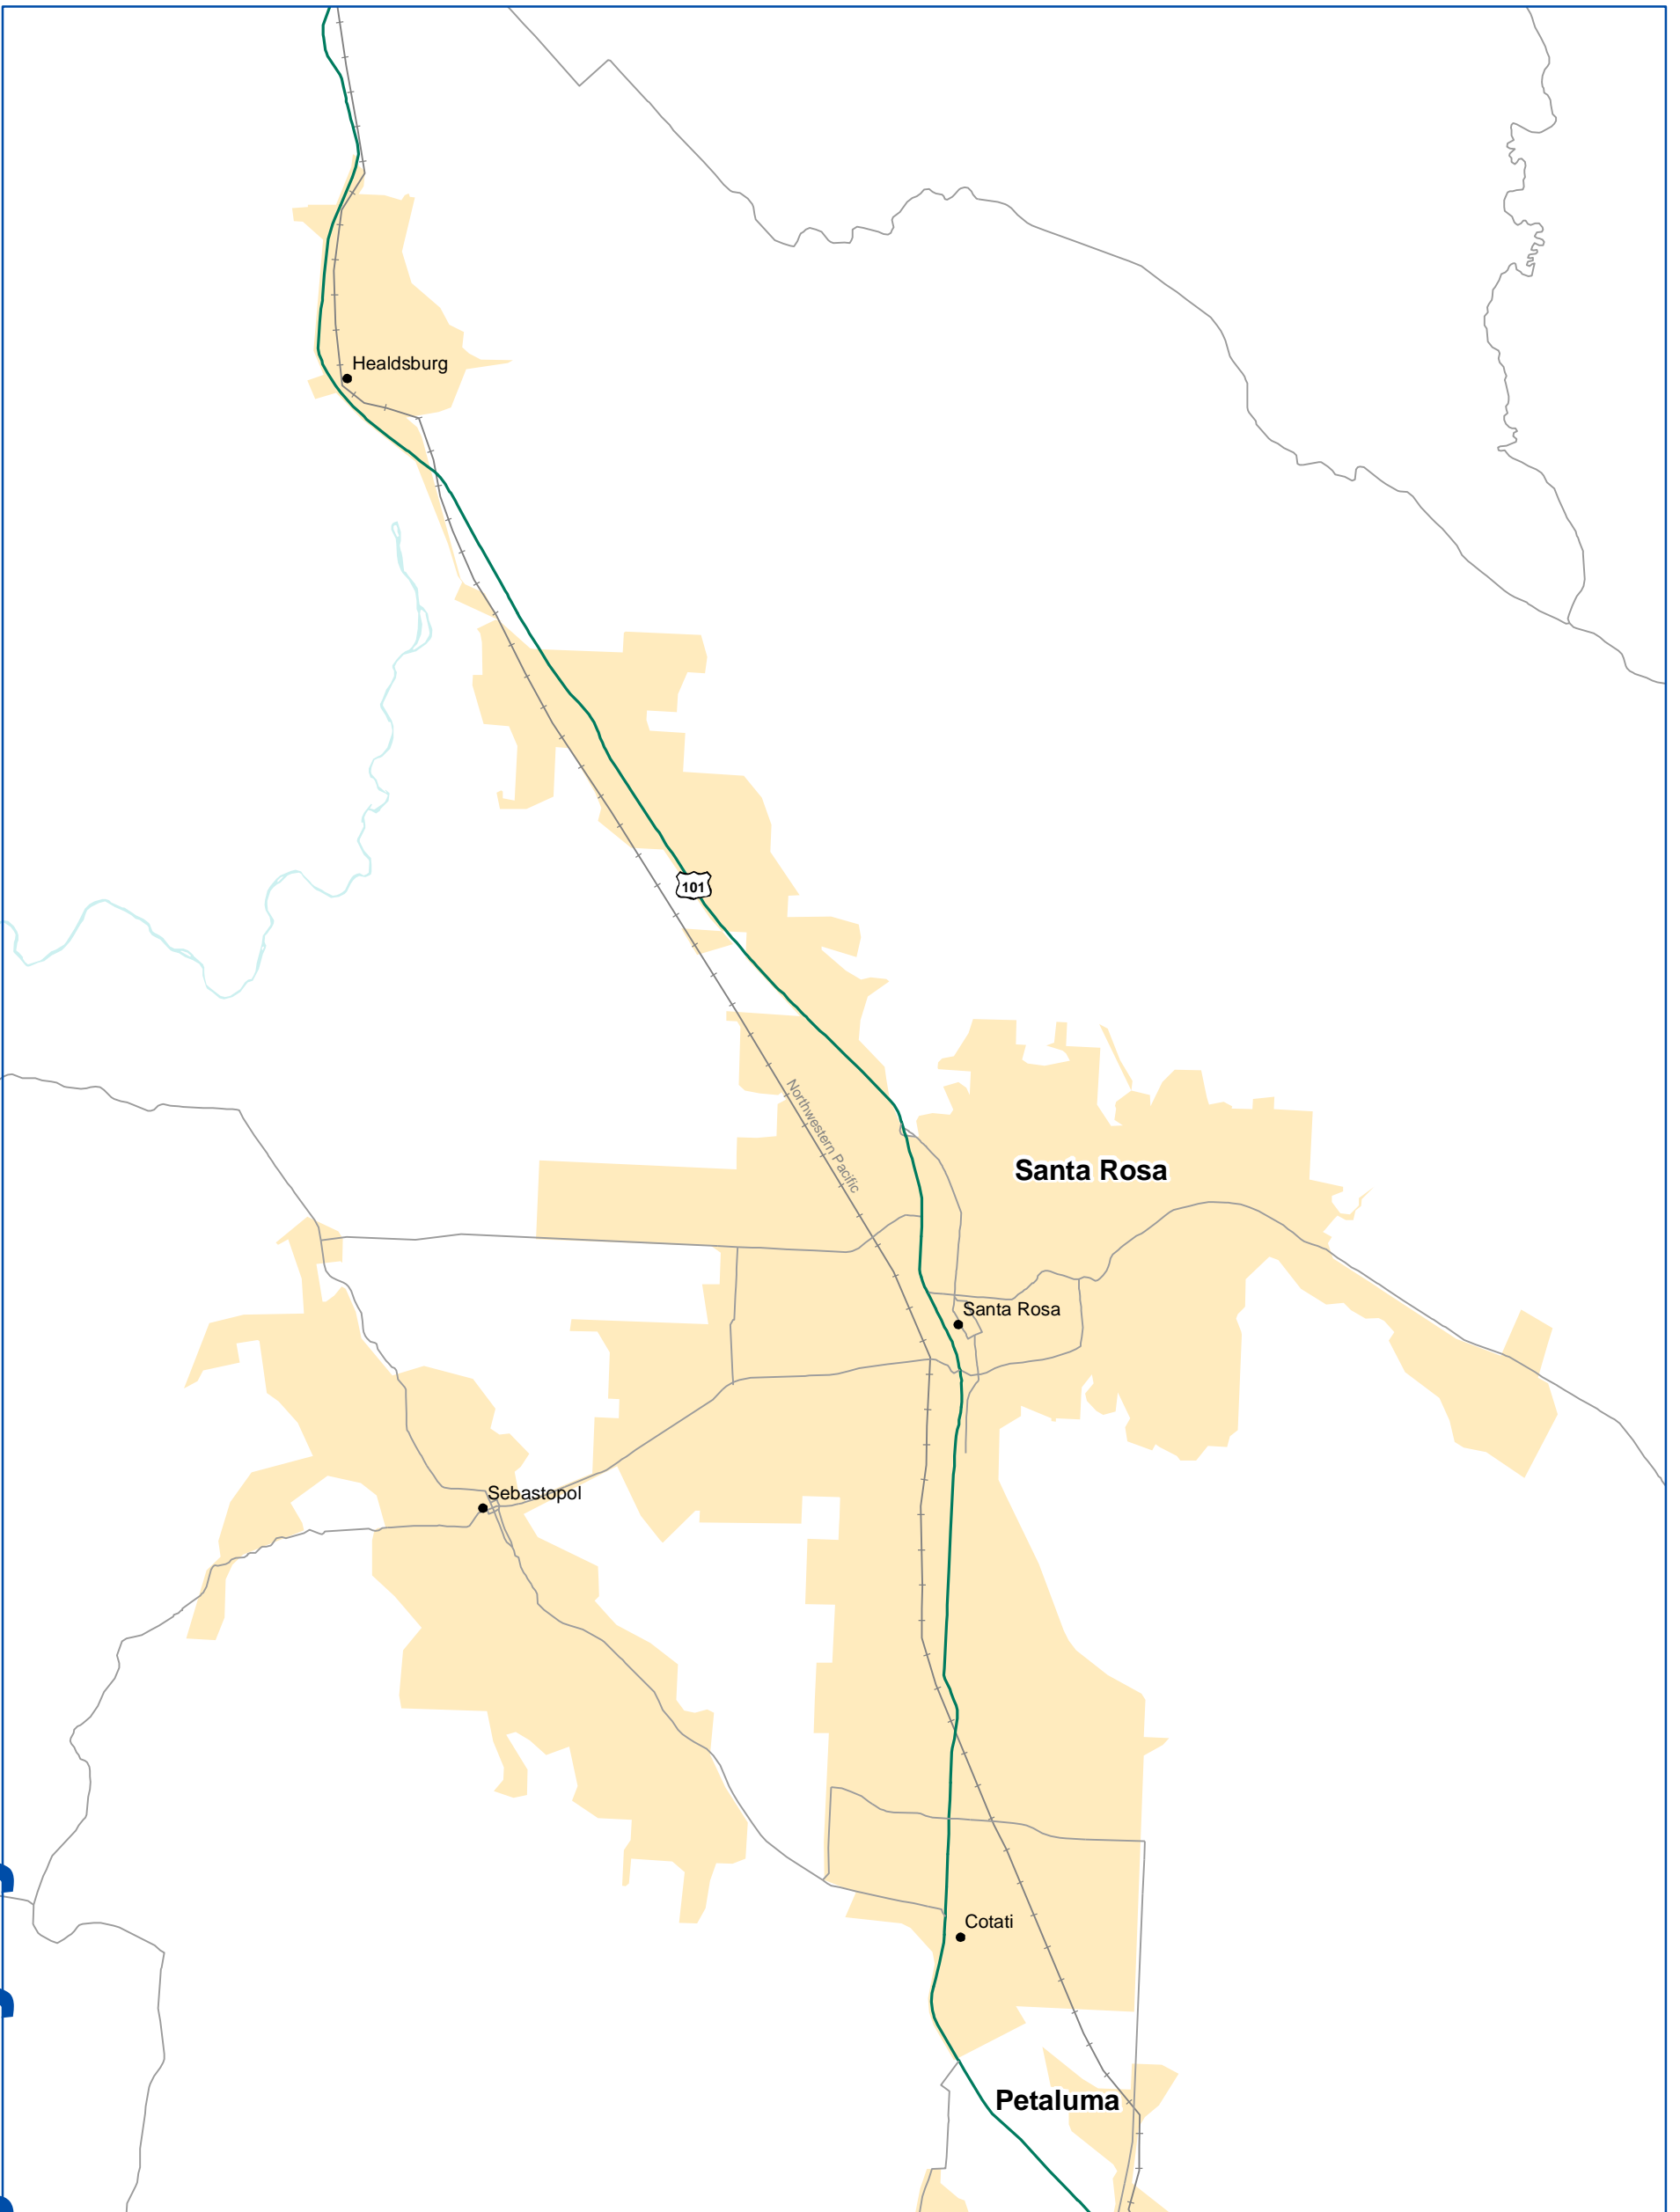 Healdsburg
101
Northwestern Pacific
Santa Rosa
Santa Rosa
Sebastopol
Cotati
Petaluma